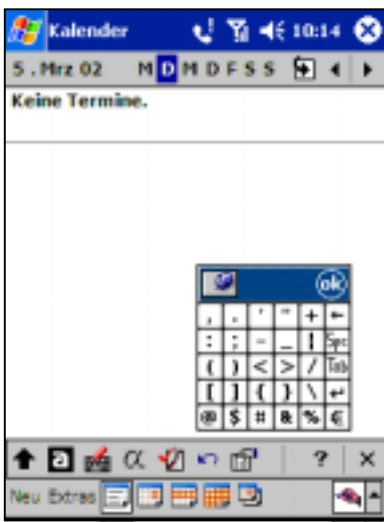 Kalender 10:14
5 . Mrz 02 M D M D F S S
Keine Termine.
ok
, . ' " + ←
: ; - _ ! Spc
( ) < > / Tab
[ ] { } \ ↵
@ $ # & % €
α ?
Neu Extras